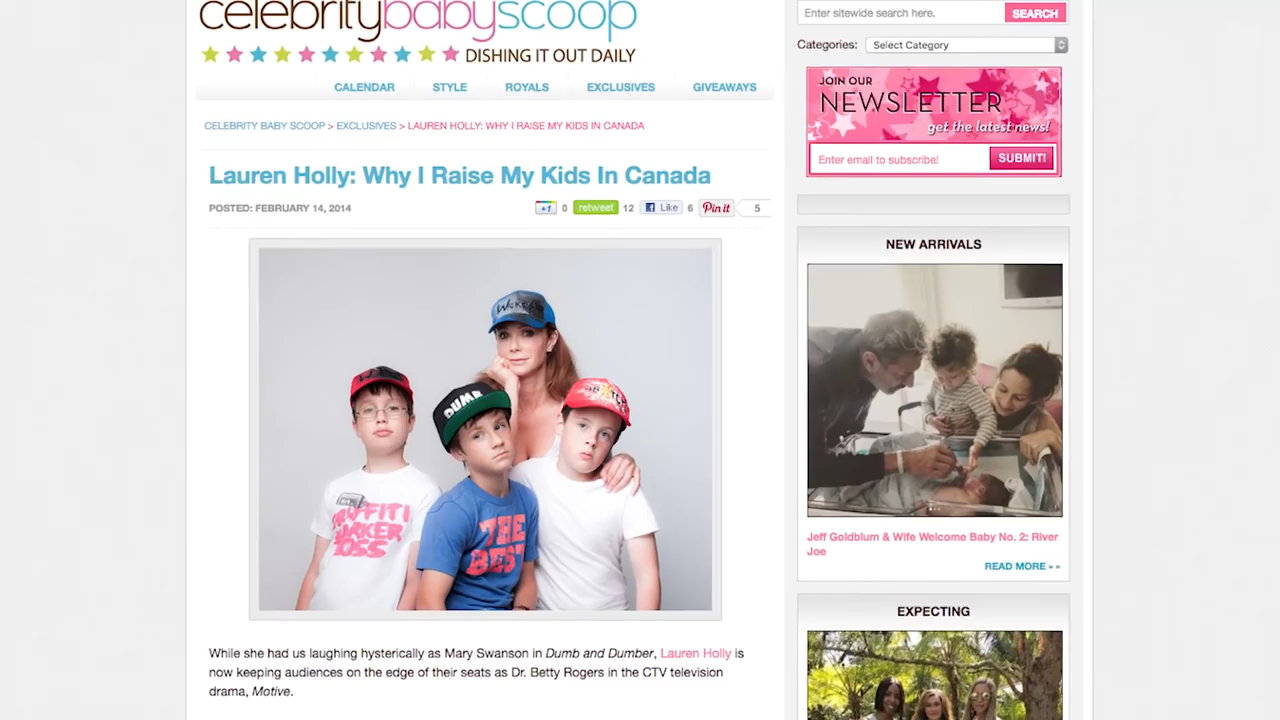 celebritybabyscoop
DISHING IT OUT DAILY
CALENDAR STYLE ROYALS EXCLUSIVES GIVEAWAYS
CELEBRITY BABY SCOOP > EXCLUSIVES > LAUREN HOLLY: WHY I RAISE MY KIDS IN CANADA
Lauren Holly: Why I Raise My Kids In Canada
POSTED: FEBRUARY 14, 2014
+1 0 retweet 12 Like 6 Pin it 5
DUMB
THE
BEST
While she had us laughing hysterically as Mary Swanson in Dumb and Dumber, Lauren Holly is
now keeping audiences on the edge of their seats as Dr. Betty Rogers in the CTV television
drama, Motive.
Enter sitewide search here. SEARCH
Categories: Select Category
JOIN OUR
NEWSLETTER
get the latest news!
Enter email to subscribe! SUBMIT!
NEW ARRIVALS
Jeff Goldblum & Wife Welcome Baby No. 2: River
Joe
READ MORE » »
EXPECTING